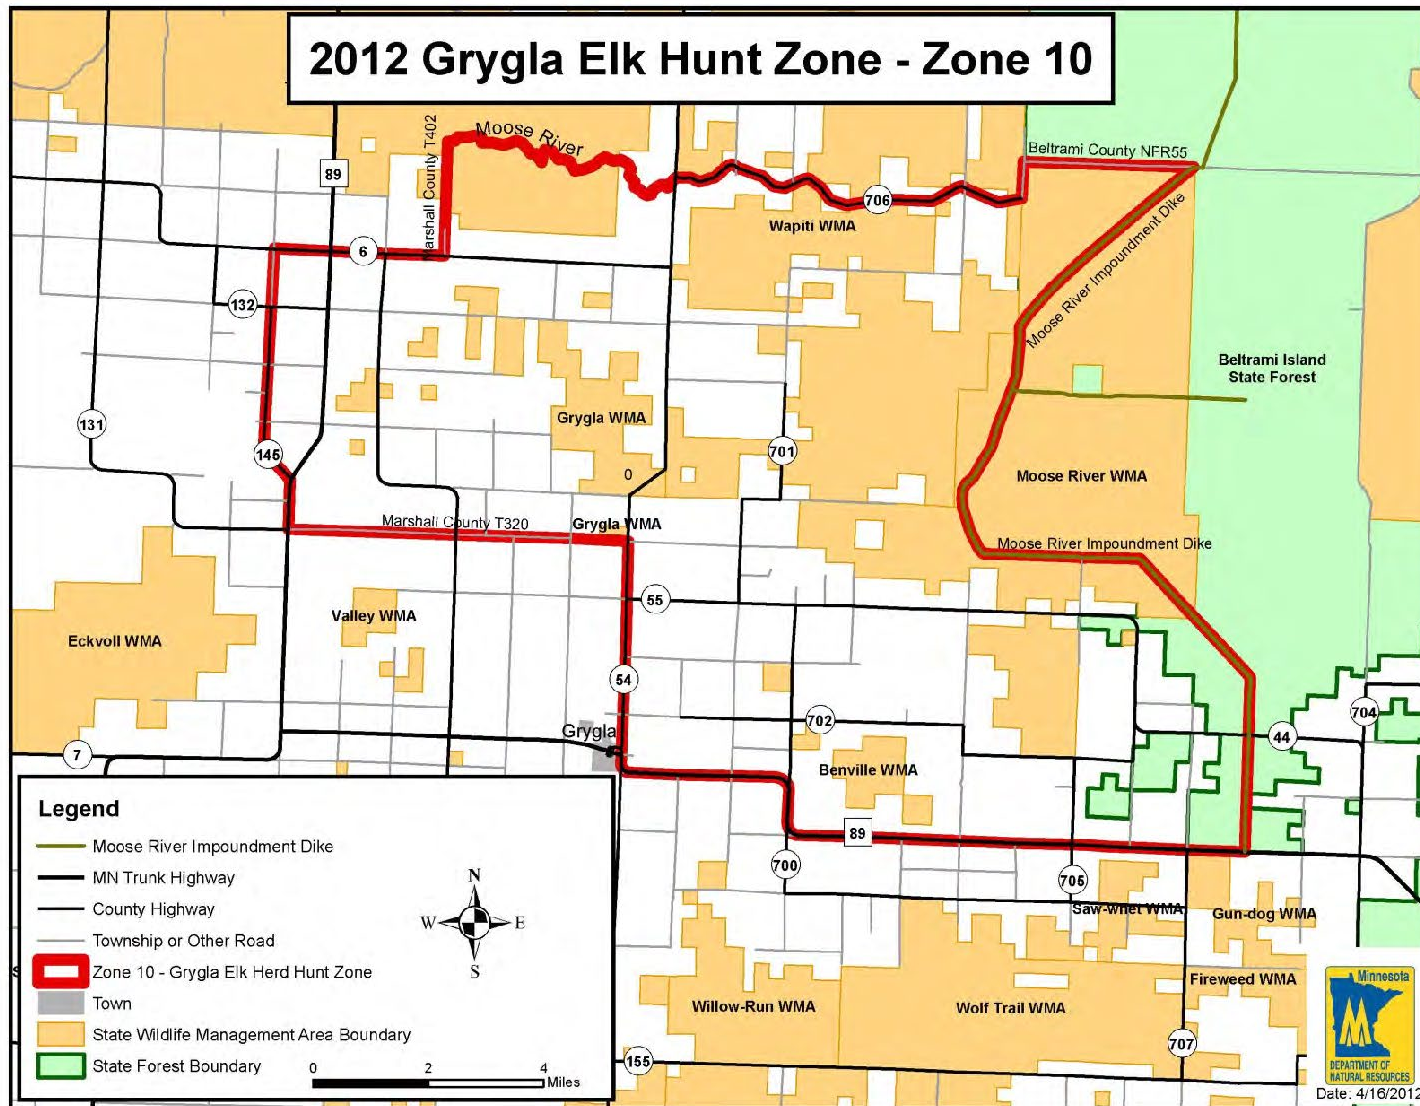 2012 Grygla Elk Hunt Zone - Zone 10
Moose River
Marshall County T402
Beltrami County NFR55
89
706
Wapiti WMA
6
Moose River Impoundment Dike
132
Beltrami Island
State Forest
131
Grygla WMA
145
701
0
Moose River WMA
Marshall County T320
Grygla WMA
Moose River Impoundment Dike
55
Valley WMA
Eckvoll WMA
54
702
704
Grygla
44
7
Benville WMA
89
700
705
Saw-whet WMA
Gun-dog WMA
Fireweed WMA
Willow-Run WMA
Wolf Trail WMA
707
155
Legend
Moose River Impoundment Dike
MN Trunk Highway
County Highway
Township or Other Road
Zone 10 - Grygla Elk Herd Hunt Zone
Town
State Wildlife Management Area Boundary
State Forest Boundary
N
W E
S
0 2 4
Miles
Minnesota
DEPARTMENT OF
NATURAL RESOURCES
Date: 4/16/2012